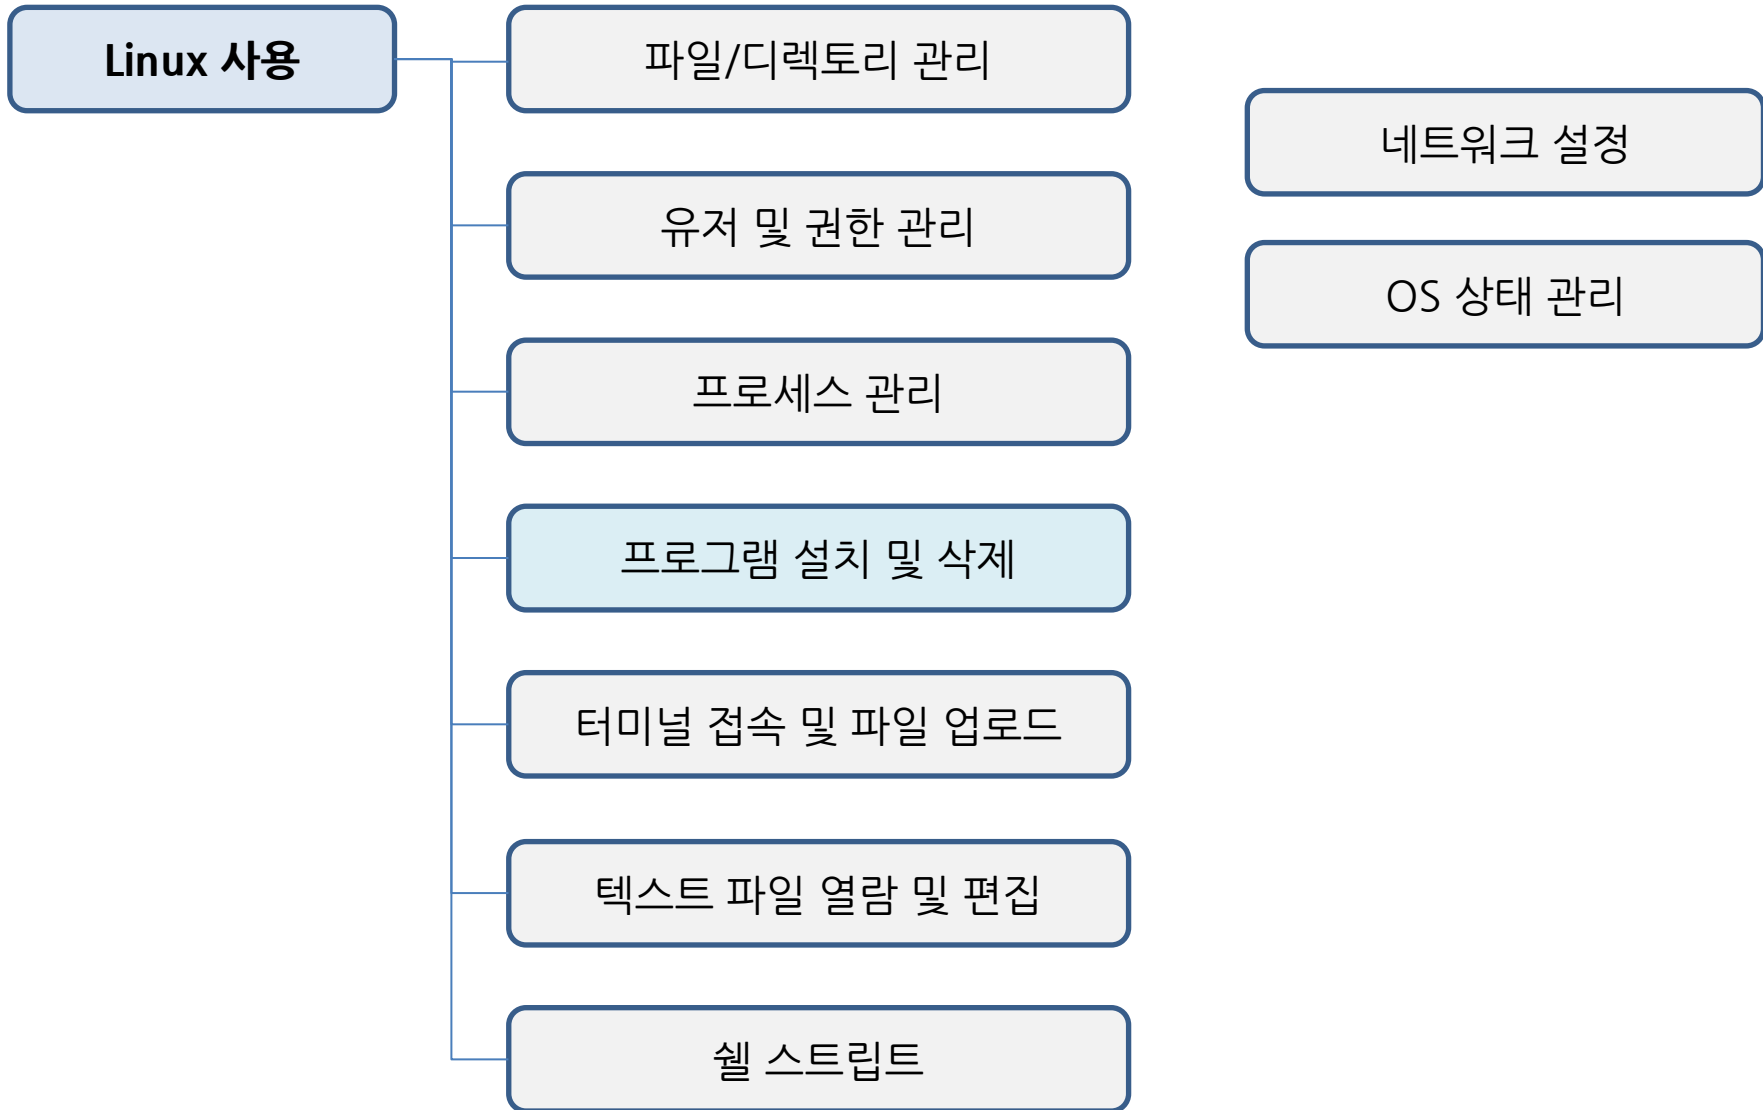 Linux 사용
파일/디렉토리 관리
유저 및 권한 관리
프로세스 관리
프로그램 설치 및 삭제
터미널 접속 및 파일 업로드
텍스트 파일 열람 및 편집
쉘 스트립트
네트워크 설정
OS 상태 관리